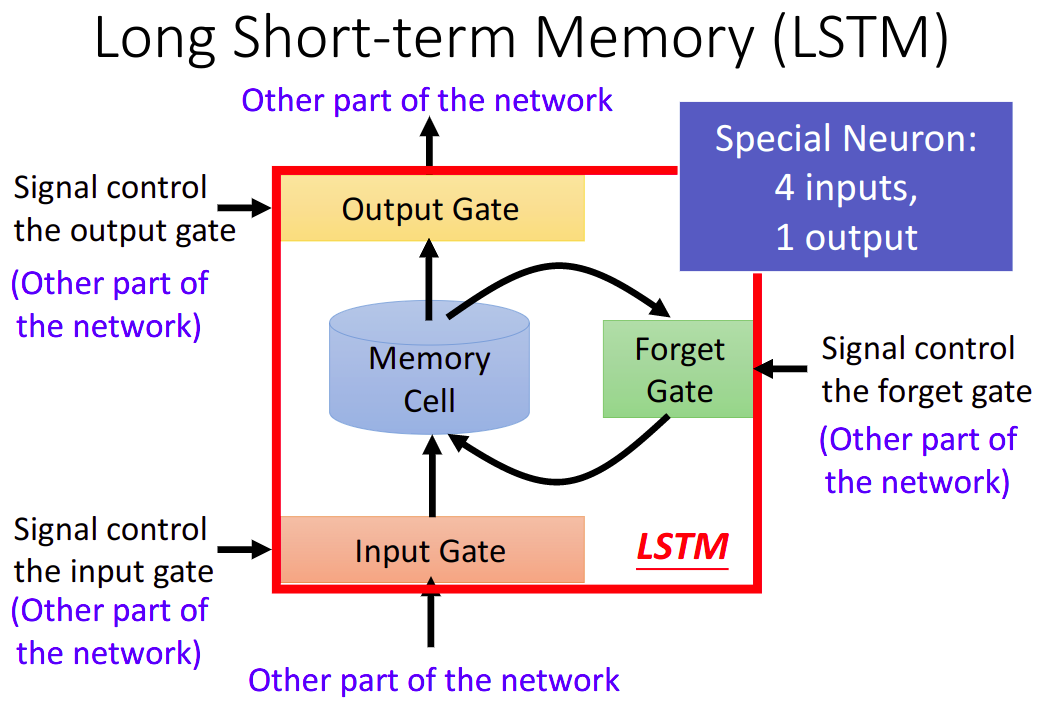 Long Short-term Memory (LSTM)
Other part of the network
Special Neuron:
4 inputs,
1 output
Signal control
the output gate
(Other part of
the network)
Output Gate
Memory
Cell
Forget
Gate
Signal control
the forget gate
(Other part of
the network)
Signal control
the input gate
(Other part of
the network)
Input Gate
LSTM
Other part of the network